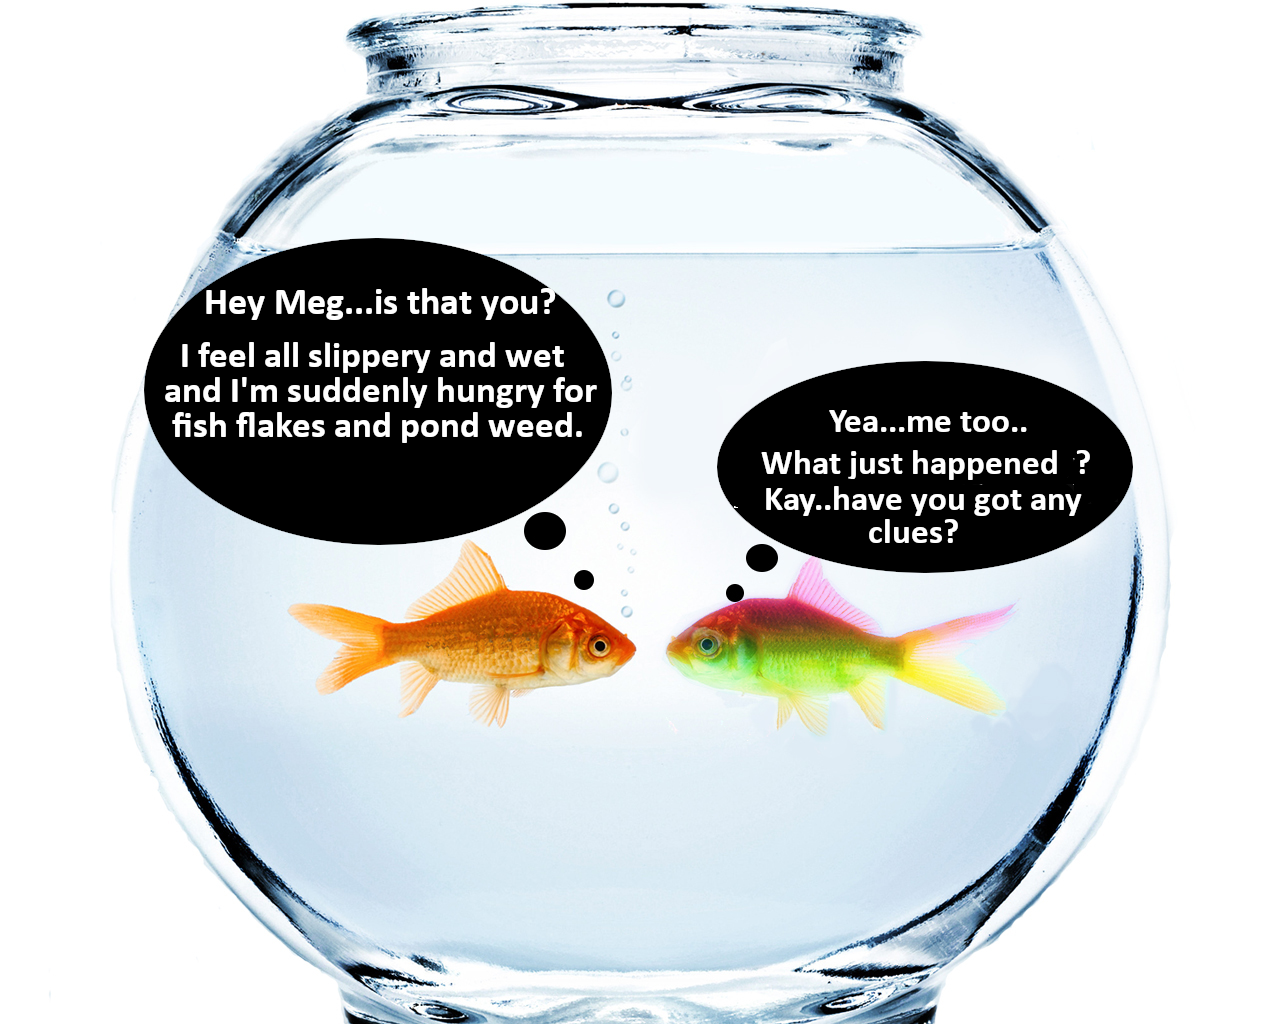 Hey Meg...is that you?
I feel all slippery and wet
and I'm suddenly hungry for
fish flakes and pond weed.
Yea...me too..
What just happened ?
Kay..have you got any
clues?